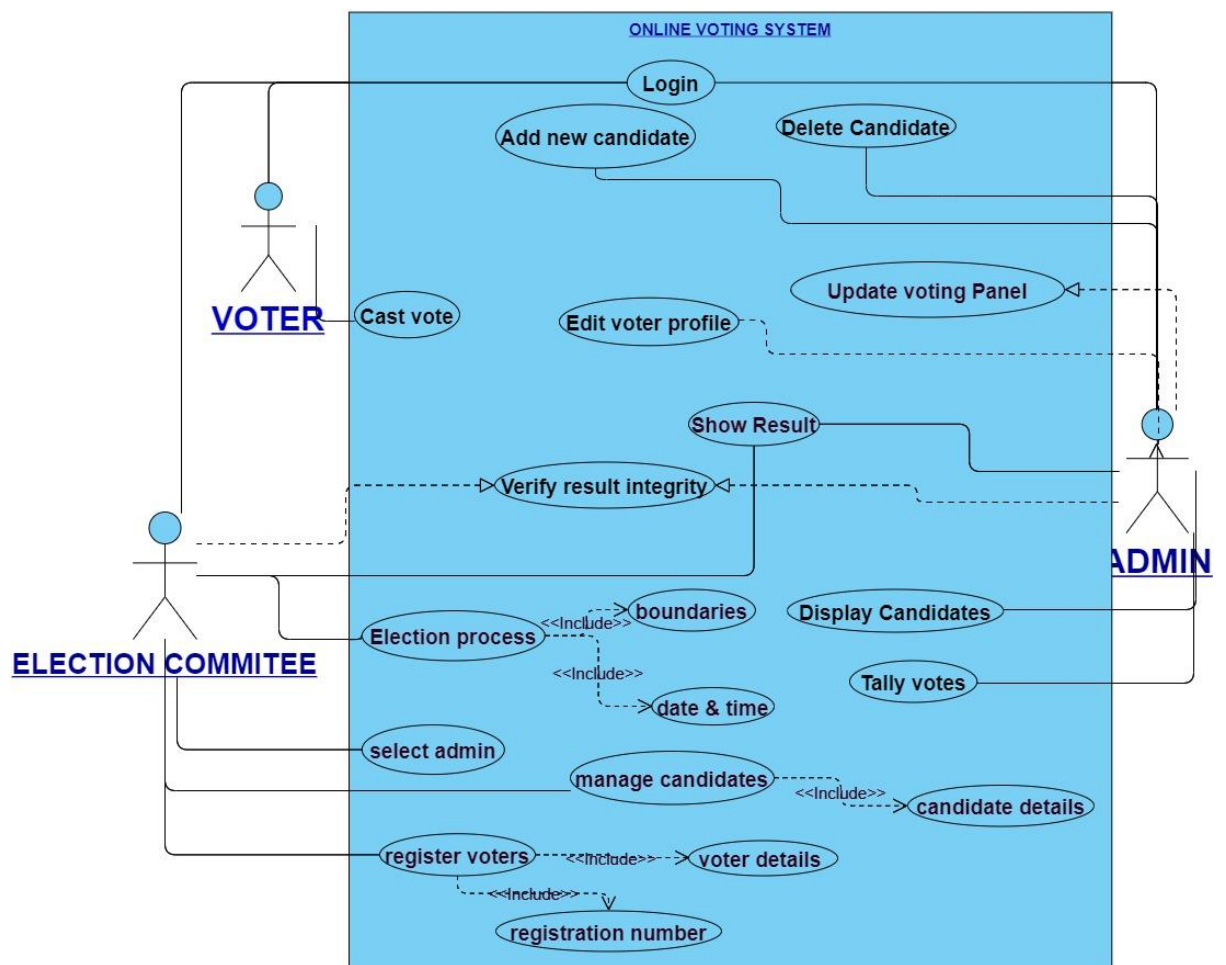 ONLINE VOTING SYSTEM
Login
Add new candidate
Delete Candidate
Update voting Panel
VOTER
Cast vote
Edit voter profile
Show Result
Verify result integrity
ADMIN
Display Candidates
boundaries
<<Include>>
Election process
ELECTION COMMITEE
<<Include>>
Tally votes
date & time
select admin
manage candidates
<<Include>>
candidate details
register voters
<<Include>>
voter details
<<Include>>
registration number